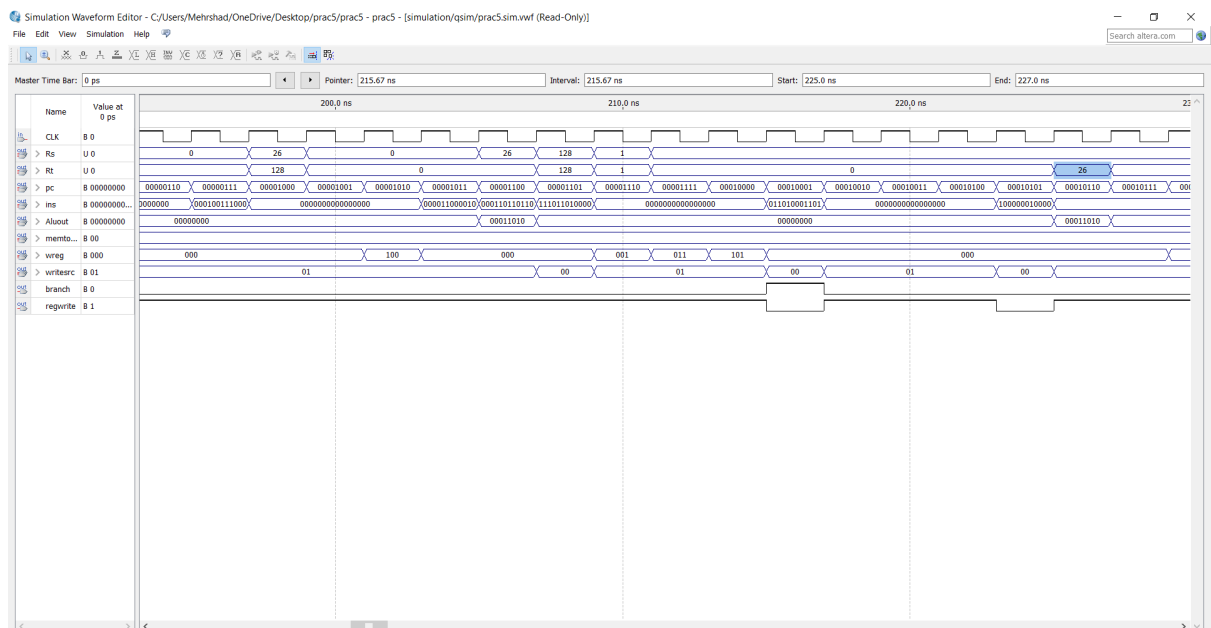 Simulation Waveform Editor - C:/Users/Mehrshad/OneDrive/Desktop/prac5/prac5 - prac5 - [simulation/qsim/prac5.sim.vwf (Read-Only)]
File Edit View Simulation Help
Search altera.com
Master Time Bar: 0 ps Pointer: 215.67 ns Interval: 215.67 ns Start: 225.0 ns End: 227.0 ns
Name Value at 0 ps 200,0 ns 210,0 ns 220,0 ns 23
CLK B 0
Rs U 0 0 26 0 26 128 1
Rt U 0 128 0 128 1 0 26
pc B 00000000 00000110 00000111 00001000 00001001 00001010 00001011 00001100 00001101 00001110 00001111 00010000 00010001 00010010 00010011 00010100 00010101 00010110 00010111 00
ins B 00000000... 0000000 000100111000 0000000000000000 000011000010 000110110110 111011010000 0000000000000000 011010001101 0000000000000000 100000010000
Aluout B 00000000 00000000 00011010 00000000 00011010
memto... B 00
wreg B 000 000 100 000 001 011 101 000
writesrc B 01 01 00 01 00 01 00
branch B 0
regwrite B 1